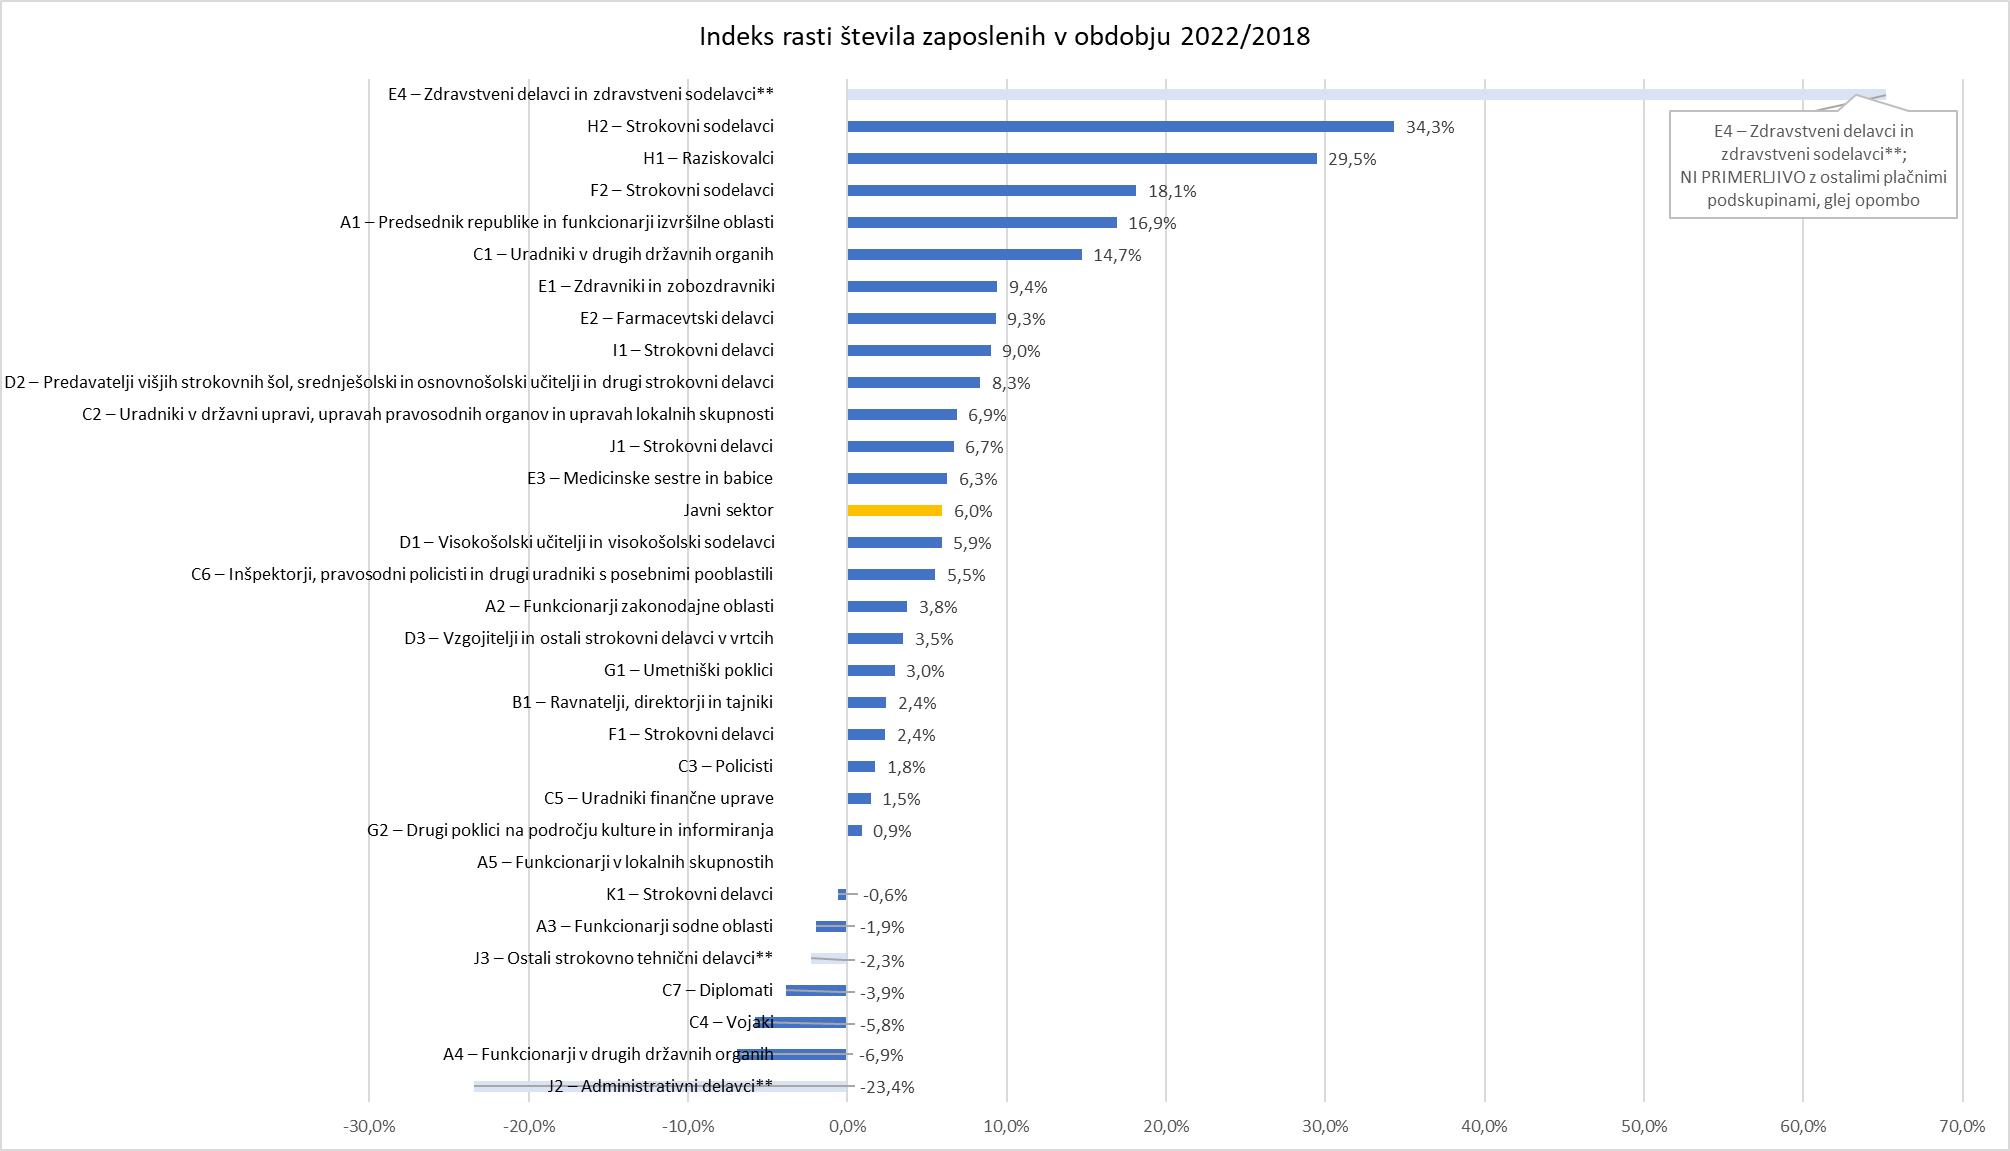 Indeks rasti števila zaposlenih v obdobju 2022/2018
E4 – Zdravstveni delavci in zdravstveni sodelavci**
E4 – Zdravstveni delavci in
zdravstveni sodelavci**;
NI PRIMERLJIVO z ostalimi plačnimi
podskupinami, glej opombo
H2 – Strokovni sodelavci 34,3%
H1 – Raziskovalci 29,5%
F2 – Strokovni sodelavci 18,1%
A1 – Predsednik republike in funkcionarji izvršilne oblasti 16,9%
C1 – Uradniki v drugih državnih organih 14,7%
E1 – Zdravniki in zobozdravniki 9,4%
E2 – Farmacevtski delavci 9,3%
I1 – Strokovni delavci 9,0%
D2 – Predavatelji višjih strokovnih šol, srednješolski in osnovnošolski učitelji in drugi strokovni delavci 8,3%
C2 – Uradniki v državni upravi, upravah pravosodnih organov in upravah lokalnih skupnosti 6,9%
J1 – Strokovni delavci 6,7%
E3 – Medicinske sestre in babice 6,3%
Javni sektor 6,0%
D1 – Visokošolski učitelji in visokošolski sodelavci 5,9%
C6 – Inšpektorji, pravosodni policisti in drugi uradniki s posebnimi pooblastili 5,5%
A2 – Funkcionarji zakonodajne oblasti 3,8%
D3 – Vzgojitelji in ostali strokovni delavci v vrtcih 3,5%
G1 – Umetniški poklici 3,0%
B1 – Ravnatelji, direktorji in tajniki 2,4%
F1 – Strokovni delavci 2,4%
C3 – Policisti 1,8%
C5 – Uradniki finančne uprave 1,5%
G2 – Drugi poklici na področju kulture in informiranja 0,9%
A5 – Funkcionarji v lokalnih skupnostih
K1 – Strokovni delavci -0,6%
A3 – Funkcionarji sodne oblasti -1,9%
J3 – Ostali strokovno tehnični delavci** -2,3%
C7 – Diplomati -3,9%
C4 – Vojaki -5,8%
A4 – Funkcionarji v drugih državnih organih -6,9%
J2 – Administrativni delavci** -23,4%
-30,0% -20,0% -10,0% 0,0% 10,0% 20,0% 30,0% 40,0% 50,0% 60,0% 70,0%